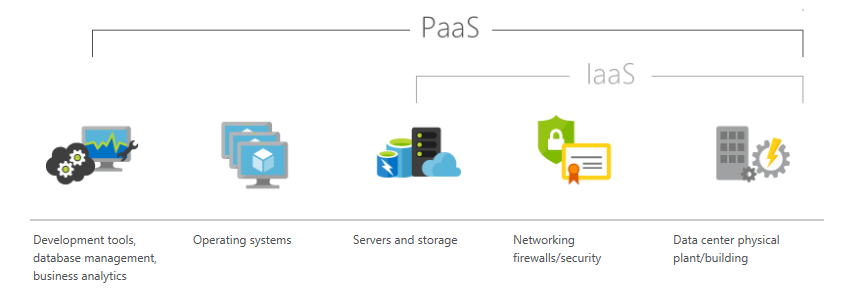 PaaS
IaaS
Development tools,
database management,
business analytics
Operating systems
Servers and storage
Networking
firewalls/security
Data center physical
plant/building